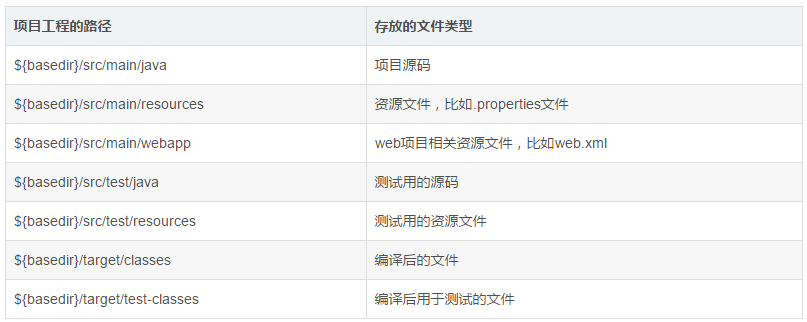 项目工程的路径 存放的文件类型
${basedir}/src/main/java 项目源码
${basedir}/src/main/resources 资源文件，比如.properties文件
${basedir}/src/main/webapp web项目相关资源文件，比如web.xml
${basedir}/src/test/java 测试用的源码
${basedir}/src/test/resources 测试用的资源文件
${basedir}/target/classes 编译后的文件
${basedir}/target/test-classes 编译后用于测试的文件